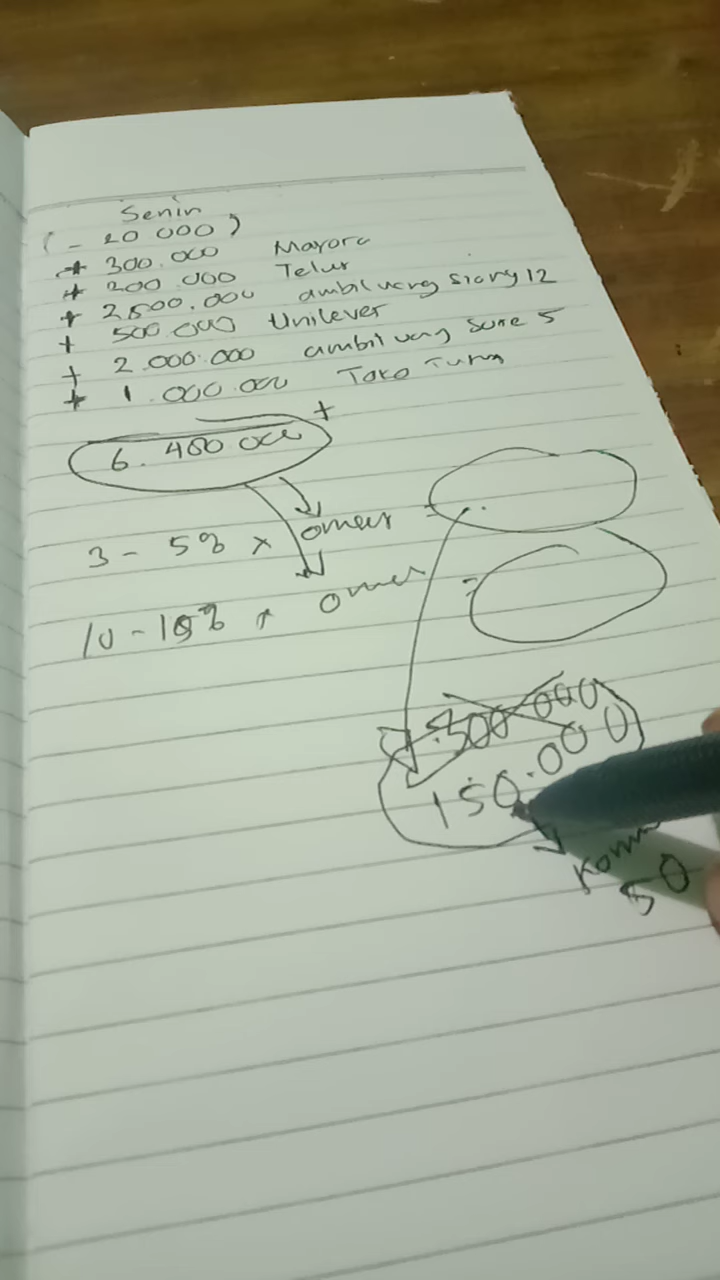 Senin
(- 20 000)
+ 300.000 Mayora
+ 200.000 Telur
+ 2.500.000 ambil uang siang 12
+ 500.000 Unilever
+ 2.000.000 ambil uang sore 5
+ 1.000.000 Toko
+
6.480.000
3 - 5% x omset =
10 - 15% x omset =
300 000
150.000
50